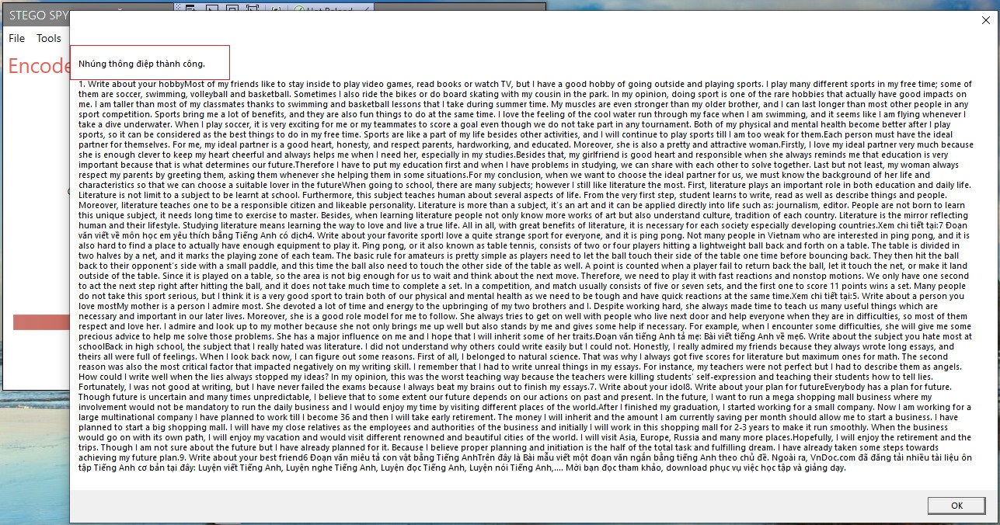 STEGO SPY
Hot Reload
File Tools
Encode
Nhúng thông điệp thành công.
1. Write about your hobbyMost of my friends like to stay inside to play video games, read books or watch TV, but I have a good hobby of going outside and playing sports. I play many different sports in my free time; some of
them are soccer, swimming, volleyball and basketball. Sometimes I also ride the bikes or do board skating with my cousin in the park. In my opinion, doing sport is one of the rare hobbies that actually have good impacts on
me. I am taller than most of my classmates thanks to swimming and basketball lessons that I take during summer time. My muscles are even stronger than my older brother, and I can last longer than most other people in any
sport competition. Sports bring me a lot of benefits, and they are also fun things to do at the same time. I love the feeling of the cool water run through my face when I am swimming, and it seems like I am flying whenever I
take a dive underwater. When I play soccer, it is very exciting for me or my teammates to score a goal even though we do not take part in any tournament. Both of my physical and mental health become better after I play
sports, so it can be considered as the best things to do in my free time. Sports are like a part of my life besides other activities, and I will continue to play sports till I am too weak for them.Each person must have the ideal
partner for themselves. For me, my ideal partner is a good heart, honesty, and respect parents, hardworking, and educated. Moreover, she is also a pretty and attractive woman.Firstly, I love my ideal partner very much because
she is enough clever to keep my heart cheerful and always helps me when I need her, especially in my studies.Besides that, my girlfriend is good heart and responsible when she always reminds me that education is very
important because that is what determines our future.Therefore I have to put my education first and when I have problems in studying, we can share with each other to solve together. Last but not least, my woman always
respect my parents by greeting them, asking them whenever she helping them in some situations.For my conclusion, when we want to choose the ideal partner for us, we must know the background of her life and
characteristics so that we can choose a suitable lover in the futureWhen going to school, there are many subjects; however I still like literature the most. First, literature plays an important role in both education and daily life.
Literature is not limit to a subject to be learnt at school. Furthermore, this subject teaches human about several aspects of life. From the very first step, student learns to write, read as well as describe things and people.
Moreover, literature teaches one to be a responsible citizen and likeable personality. Literature is more than a subject, it´s an art and it can be applied directly into life such as: journalism, editor. People are not born to learn
this unique subject, it needs long time to exercise to master. Besides, when learning literature people not only know more works of art but also understand culture, tradition of each country. Literature is the mirror reflecting
human and their lifestyle. Studying literature means learning the way to love and live a true life. All in all, with great benefits of literature, it is necessary for each society especially developing countries.Xem chi tiết tại:7 Đoạn
văn viết về môn học em yêu thích bằng Tiếng Anh có dịch4. Write about your favorite sportI love a quite strange sport for everyone, and it is ping pong. Not many people in Vietnam who are interested in ping pong, and it is
also hard to find a place to actually have enough equipment to play it. Ping pong, or it also known as table tennis, consists of two or four players hitting a lightweight ball back and forth on a table. The table is divided in
two halves by a net, and it marks the playing zone of each team. The basic rule for amateurs is pretty simple as players need to let the ball touch their side of the table one time before bouncing back. They then hit the ball
back to their opponent´s side with a small paddle, and this time the ball also need to touch the other side of the table as well. A point is counted when a player fail to return back the ball, let it touch the net, or make it land
outside of the table. Since it is played on a table, so the area is not big enough for us to wait and think about the next move. Therefore, we need to play it with fast reactions and nonstop motions. We only have one second
to act the next step right after hitting the ball, and it does not take much time to complete a set. In a competition, and match usually consists of five or seven sets, and the first one to score 11 points wins a set. Many people
do not take this sport serious, but I think it is a very good sport to train both of our physical and mental health as we need to be tough and have quick reactions at the same time.Xem chi tiết tại:5. Write about a person you
love mostMy mother is a person I admire most. She devoted a lot of time and energy to the upbringing of my two brothers and I. Despite working hard, she always made time to teach us many useful things which are
necessary and important in our later lives. Moreover, she is a good role model for me to follow. She always tries to get on well with people who live next door and help everyone when they are in difficulties, so most of them
respect and love her. I admire and look up to my mother because she not only brings me up well but also stands by me and gives some help if necessary. For example, when I encounter some difficulties, she will give me some
precious advice to help me solve those problems. She has a major influence on me and I hope that I will inherit some of her traits.Đoạn văn tiếng Anh tả mẹ: Bài viết tiếng Anh về mẹ6. Write about the subject you hate most at
schoolBack in high school, the subject that I really hated was literature. I did not understand why others could write easily but I could not. Honestly, I really admired my friends because they always wrote long essays, and
theirs all were full of feelings. When I look back now, I can figure out some reasons. First of all, I belonged to natural science. That was why I always got five scores for literature but maximum ones for math. The second
reason was also the most critical factor that impacted negatively on my writing skill. I remember that I had to write unreal things in my essays. For instance, my teachers were not perfect but I had to describe them as angels.
How could I write well when the lies always stopped my ideas? In my opinion, this was the worst teaching way because the teachers were killing students´ self-expression and teaching their students how to tell lies.
Fortunately, I was not good at writing, but I have never failed the exams because I always beat my brains out to finish my essays.7. Write about your idol8. Write about your plan for futureEverybody has a plan for future.
Though future is uncertain and many times unpredictable, I believe that to some extent our future depends on our actions on past and present. In the future, I want to run a mega shopping mall business where my
involvement would not be mandatory to run the daily business and I would enjoy my time by visiting different places of the world.After I finished my graduation, I started working for a small company. Now I am working for a
large multinational company I have planned to work till I become 36 and then I will take early retirement. The money I will inherit and the amount I am currently saving per month should allow me to start a business. I have
planned to start a big shopping mall. I will have my close relatives as the employees and authorities of the business and initially I will work in this shopping mall for 2-3 years to make it run smoothly. When the business
would go on with its own path, I will enjoy my vacation and would visit different renowned and beautiful cities of the world. I will visit Asia, Europe, Russia and many more places.Hopefully, I will enjoy the retirement and the
trips. Though I am not sure about the future but I have already planned for it. Because I believe proper planning and initiation is the half of the total task and fulfilling dream. I have already taken some steps towards
achieving my future plan.9. Write about your best friend6 Đoạn văn miêu tả con vật bằng Tiếng AnhTrên đây là Bài mẫu viết một đoạn văn ngắn bằng tiếng Anh theo chủ đề. Ngoài ra, VnDoc.com đã đăng tải nhiều tài liệu ôn
tập Tiếng Anh cơ bản tại đây: Luyện viết Tiếng Anh, Luyện nghe Tiếng Anh, Luyện đọc Tiếng Anh, Luyện nói Tiếng Anh,.... Mời bạn đọc tham khảo, download phục vụ việc học tập và giảng dạy.
OK